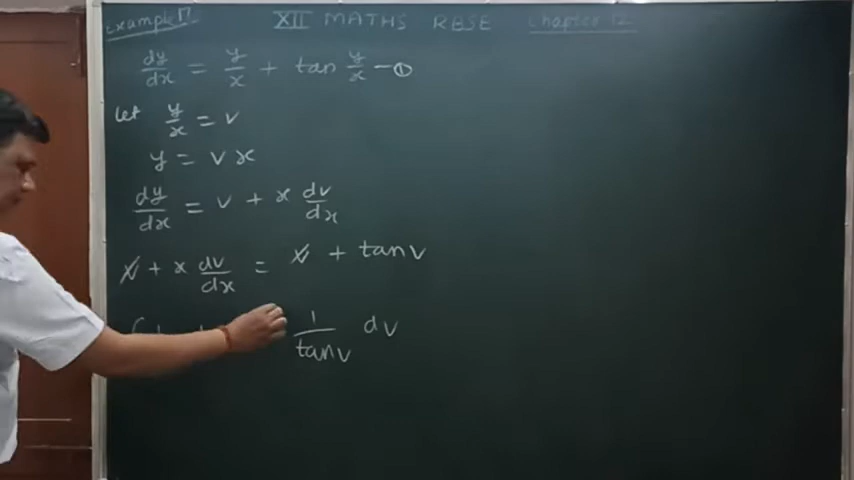 Example 17 XII MATHS RBSE Chapter 12
dy/dx = y/x + tan y/x — ①
let y/x = v
y = vx
dy/dx = v + x dv/dx
v + x dv/dx = v + tan v
∫ 1/tan v dv